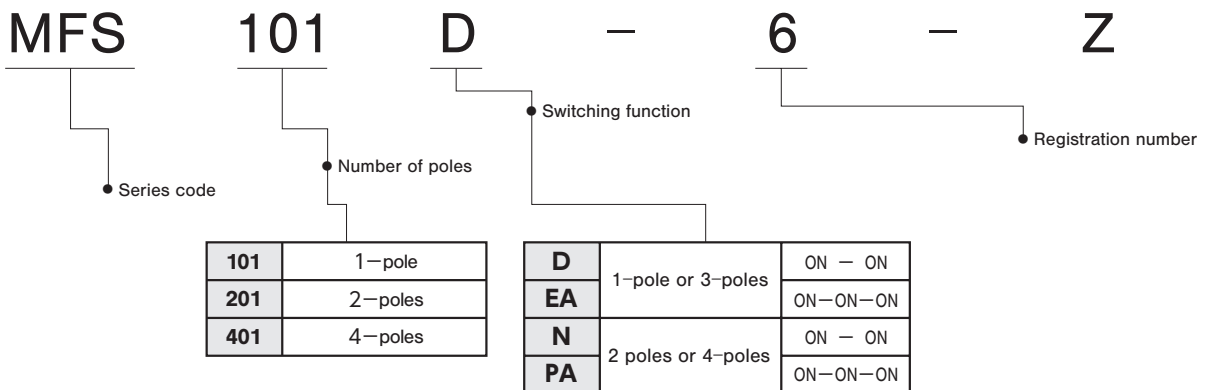 MFS 101 D － 6 － Z
Switching function
Registration number
Number of poles
Series code
101 1－pole
201 2－poles
401 4－poles
D 1－pole or 3－poles ON － ON
EA ON－ON－ON
N 2 poles or 4－poles ON － ON
PA ON－ON－ON